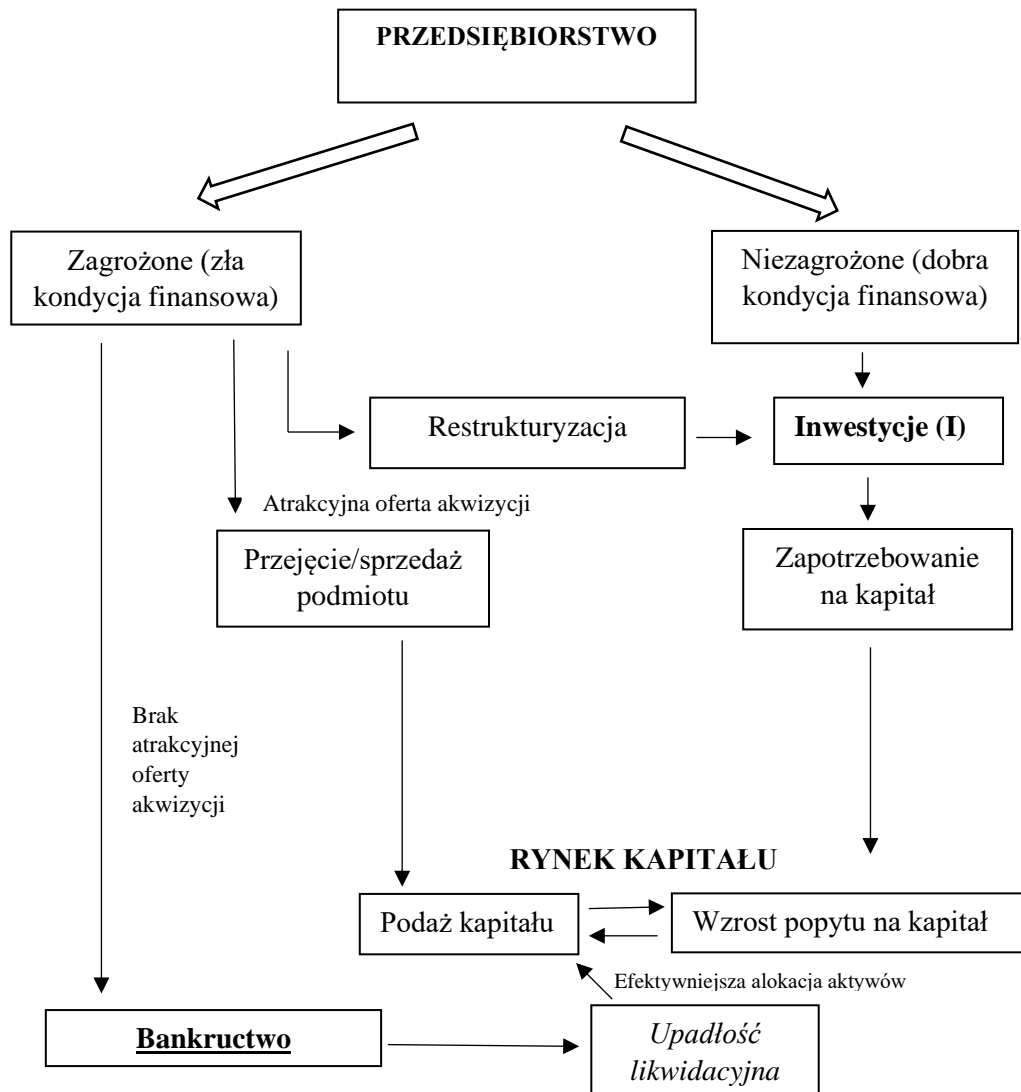 PRZEDSIĘBIORSTWO
Zagrożone (zła
kondycja finansowa)
Niezagrożone (dobra
kondycja finansowa)
Restrukturyzacja
Inwestycje (I)
Atrakcyjna oferta akwizycji
Przejęcie/sprzedaż
podmiotu
Zapotrzebowanie
na kapitał
Brak
atrakcyjnej
oferty
akwizycji
RYNEK KAPITAŁU
Podaż kapitału
Wzrost popytu na kapitał
Efektywniejsza alokacja aktywów
Bankructwo
Upadłość
likwidacyjna